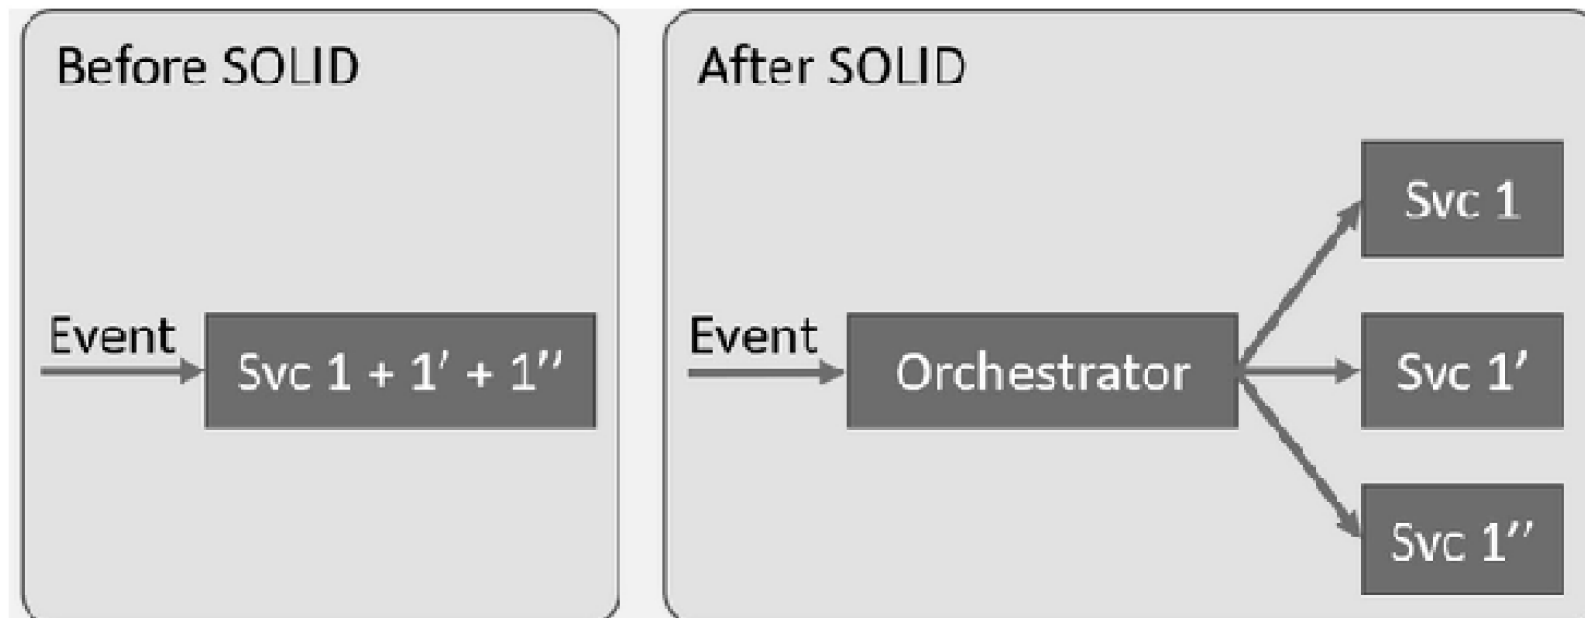 Before SOLID
Event
Svc 1 + 1′ + 1′′
After SOLID
Event
Orchestrator
Svc 1
Svc 1′
Svc 1′′